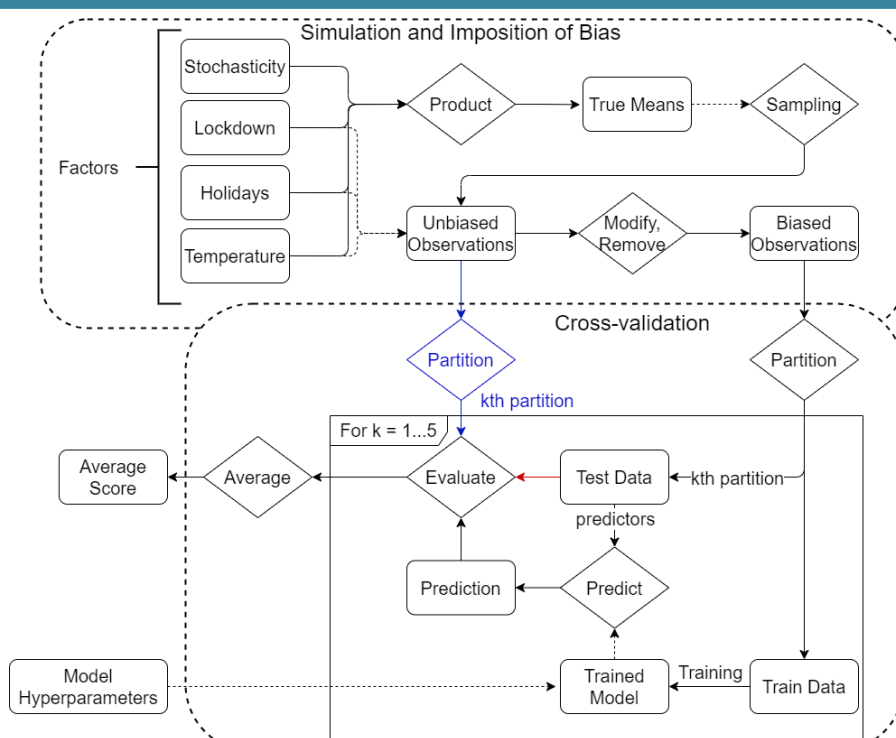 Simulation and Imposition of Bias
Factors
Stochasticity
Lockdown
Holidays
Temperature
Product
True Means
Sampling
Unbiased
Observations
Modify,
Remove
Biased
Observations
Cross-validation
Partition
Partition
kth partition
For k = 1...5
Average
Score
Average
Evaluate
Test Data
kth partition
predictors
Prediction
Predict
Model
Hyperparameters
Trained
Model
Training
Train Data